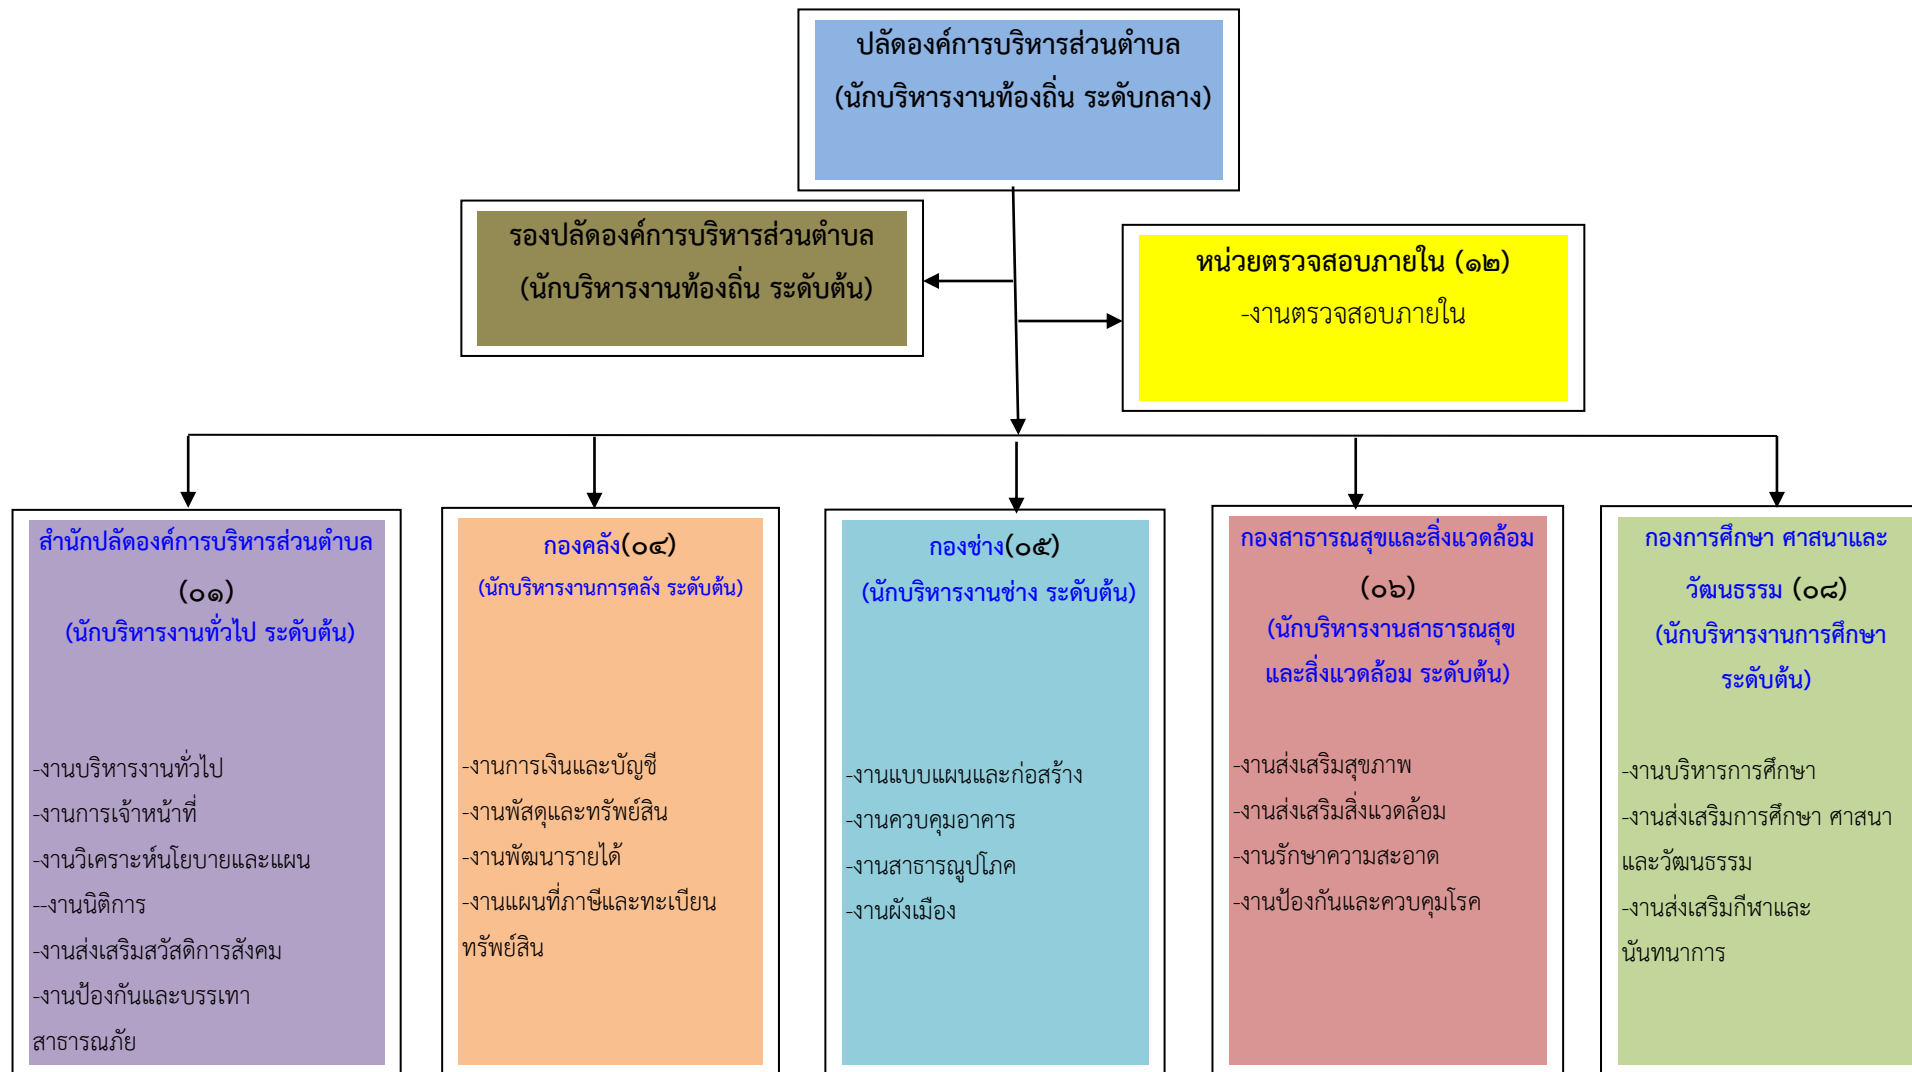 ปลัดองค์การบริหารส่วนตำบล
(นักบริหารงานท้องถิ่น ระดับกลาง)
รองปลัดองค์การบริหารส่วนตำบล
(นักบริหารงานท้องถิ่น ระดับต้น)
หน่วยตรวจสอบภายใน (๑๒)
-งานตรวจสอบภายใน
สำนักปลัดองค์การบริหารส่วนตำบล
(๐๑)
(นักบริหารงานทั่วไป ระดับต้น)
-งานบริหารงานทั่วไป
-งานการเจ้าหน้าที่
-งานวิเคราะห์นโยบายและแผน
--งานนิติการ
-งานส่งเสริมสวัสดิการสังคม
-งานป้องกันและบรรเทา
สาธารณภัย
กองคลัง(๐๔)
(นักบริหารงานการคลัง ระดับต้น)
-งานการเงินและบัญชี
-งานพัสดุและทรัพย์สิน
-งานพัฒนารายได้
-งานแผนที่ภาษีและทะเบียน
ทรัพย์สิน
กองช่าง(๐๕)
(นักบริหารงานช่าง ระดับต้น)
-งานแบบแผนและก่อสร้าง
-งานควบคุมอาคาร
-งานสาธารณูปโภค
-งานผังเมือง
กองสาธารณสุขและสิ่งแวดล้อม
(๐๖)
(นักบริหารงานสาธารณสุข
และสิ่งแวดล้อม ระดับต้น)
-งานส่งเสริมสุขภาพ
-งานส่งเสริมสิ่งแวดล้อม
-งานรักษาความสะอาด
-งานป้องกันและควบคุมโรค
กองการศึกษา ศาสนาและ
วัฒนธรรม (๐๘)
(นักบริหารงานการศึกษา
ระดับต้น)
-งานบริหารการศึกษา
-งานส่งเสริมการศึกษา ศาสนา
และวัฒนธรรม
-งานส่งเสริมกีฬาและ
นันทนาการ